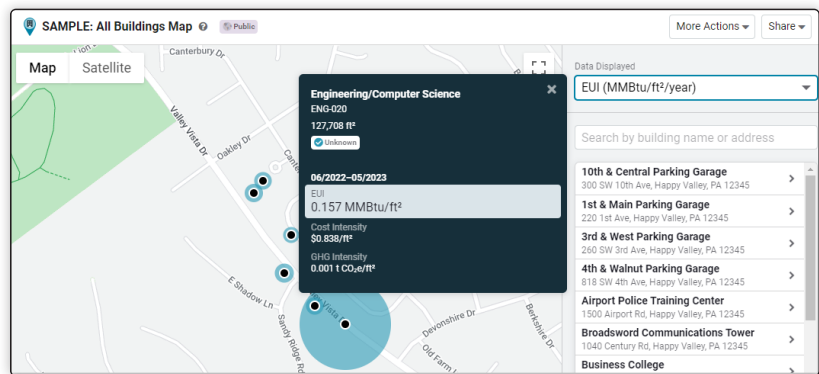 SAMPLE: All Buildings Map
Public
More Actions
Share
Map
Satellite
Lion
Canterbury Dr
Valley Vista Dr
Oakley Dr
E Shadow Ln
Sandy Ridge Rd
Devonshire Dr
Old Farm
Berkshire Dr
Engineering/Computer Science
ENG-020
127,708 ft²
Unknown
06/2022–05/2023
EUI
0.157 MMBtu/ft²
Cost Intensity
$0.838/ft²
GHG Intensity
0.001 t CO₂e/ft²
Data Displayed
EUI (MMBtu/ft²/year)
Search by building name or address
10th & Central Parking Garage
300 SW 10th Ave, Happy Valley, PA 12345
1st & Main Parking Garage
220 1st Ave, Happy Valley, PA 12345
3rd & West Parking Garage
260 SW 3rd Ave, Happy Valley, PA 12345
4th & Walnut Parking Garage
818 SW 4th Ave, Happy Valley, PA 12345
Airport Police Training Center
1500 Airport Rd, Happy Valley, PA 12345
Broadsword Communications Tower
1040 Century Rd, Happy Valley, PA 12345
Business College